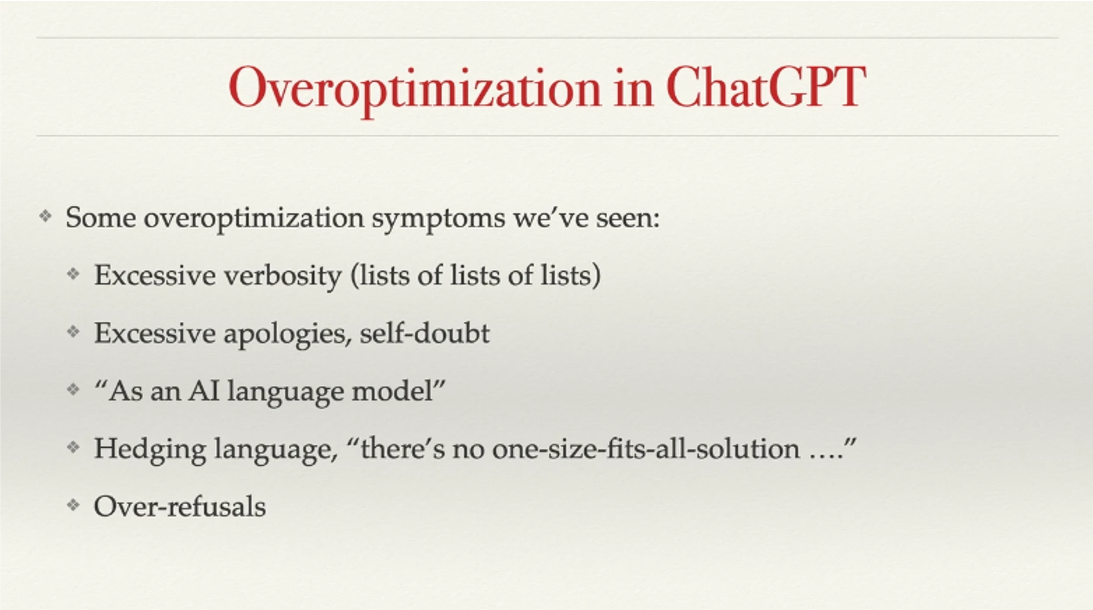 Overoptimization in ChatGPT
❖ Some overoptimization symptoms we’ve seen:
❖ Excessive verbosity (lists of lists of lists)
❖ Excessive apologies, self-doubt
❖ “As an AI language model”
❖ Hedging language, “there’s no one-size-fits-all-solution ….”
❖ Over-refusals